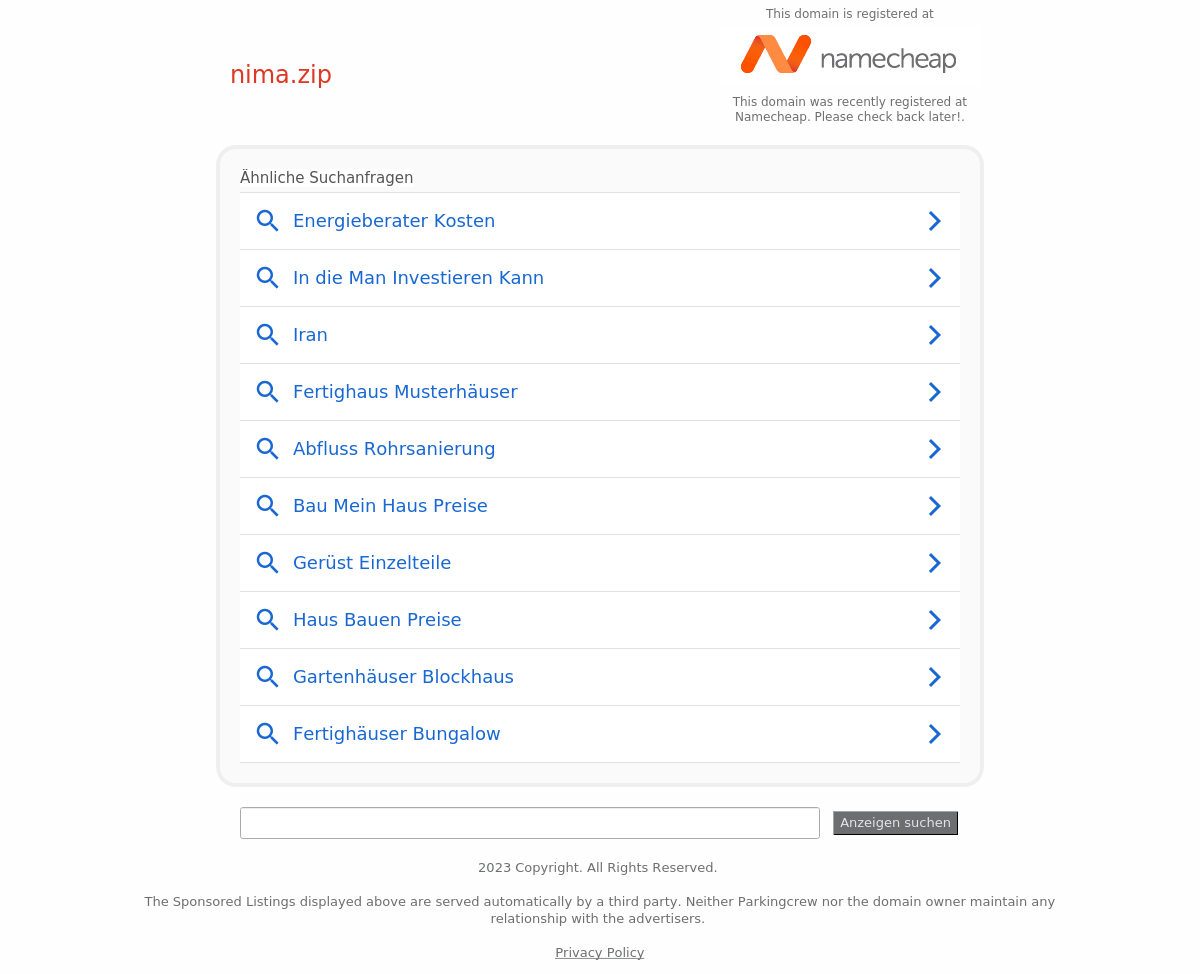 This domain is registered at
namecheap
nima.zip
This domain was recently registered at
Namecheap. Please check back later!.
Ähnliche Suchanfragen
Energieberater Kosten
In die Man Investieren Kann
Iran
Fertighaus Musterhäuser
Abfluss Rohrsanierung
Bau Mein Haus Preise
Gerüst Einzelteile
Haus Bauen Preise
Gartenhäuser Blockhaus
Fertighäuser Bungalow
Anzeigen suchen
2023 Copyright. All Rights Reserved.
The Sponsored Listings displayed above are served automatically by a third party. Neither Parkingcrew nor the domain owner maintain any
relationship with the advertisers.
Privacy Policy